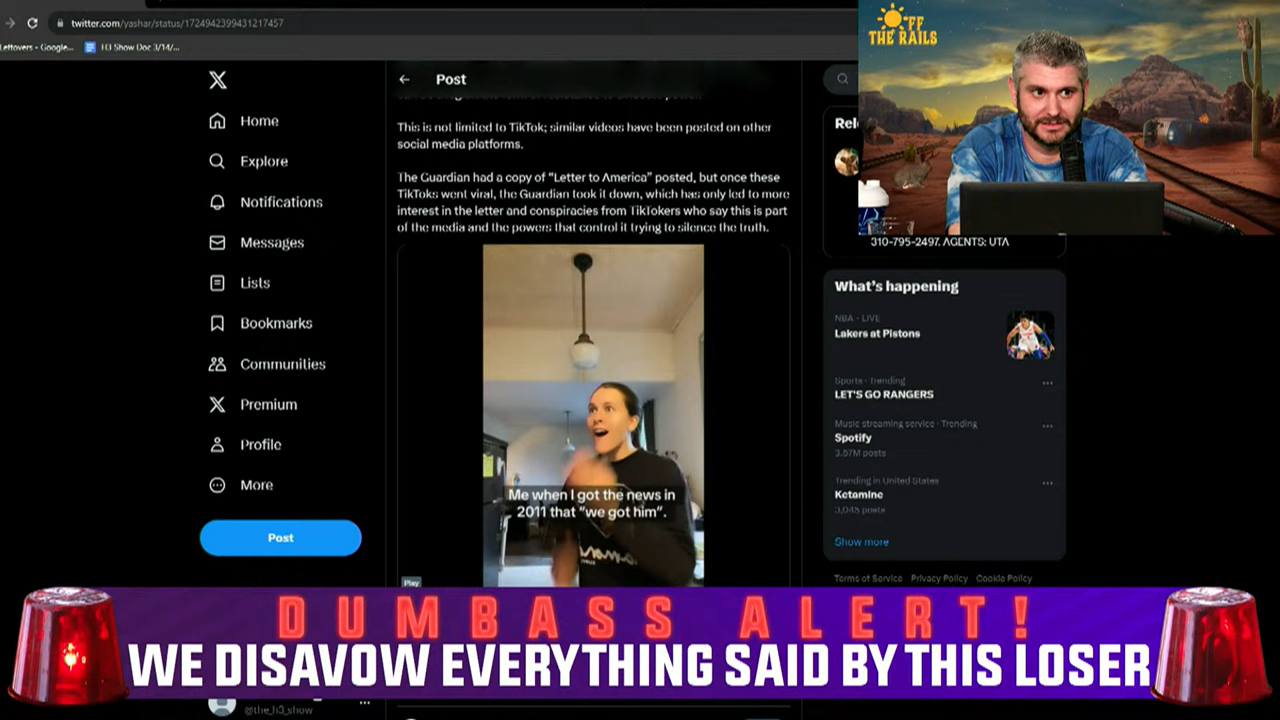 twitter.com/yashar/status/1724942399431217457
Leftovers - Google...
H3 Show Doc 3/14/...
OFF
THE RAILS
Post
Home
Explore
Notifications
Messages
Lists
Bookmarks
Communities
Premium
Profile
More
Post
This is not limited to TikTok; similar videos have been posted on other
social media platforms.
The Guardian had a copy of “Letter to America” posted, but once these
TikToks went viral, the Guardian took it down, which has only led to more
interest in the letter and conspiracies from TikTokers who say this is part
of the media and the powers that control it trying to silence the truth.
Me when I got the news in
2011 that “we got him”.
Play
Rel
310-795-2497. AGENTS: UTA
What’s happening
NBA · LIVE
Lakers at Pistons
Sports · Trending
LET'S GO RANGERS
Music streaming service · Trending
Spotify
3.57M posts
Trending in United States
Ketamine
3,048 posts
Show more
Terms of Service Privacy Policy Cookie Policy
DUMBASS ALERT!
WE DISAVOW EVERYTHING SAID BY THIS LOSER
@the_h3_show